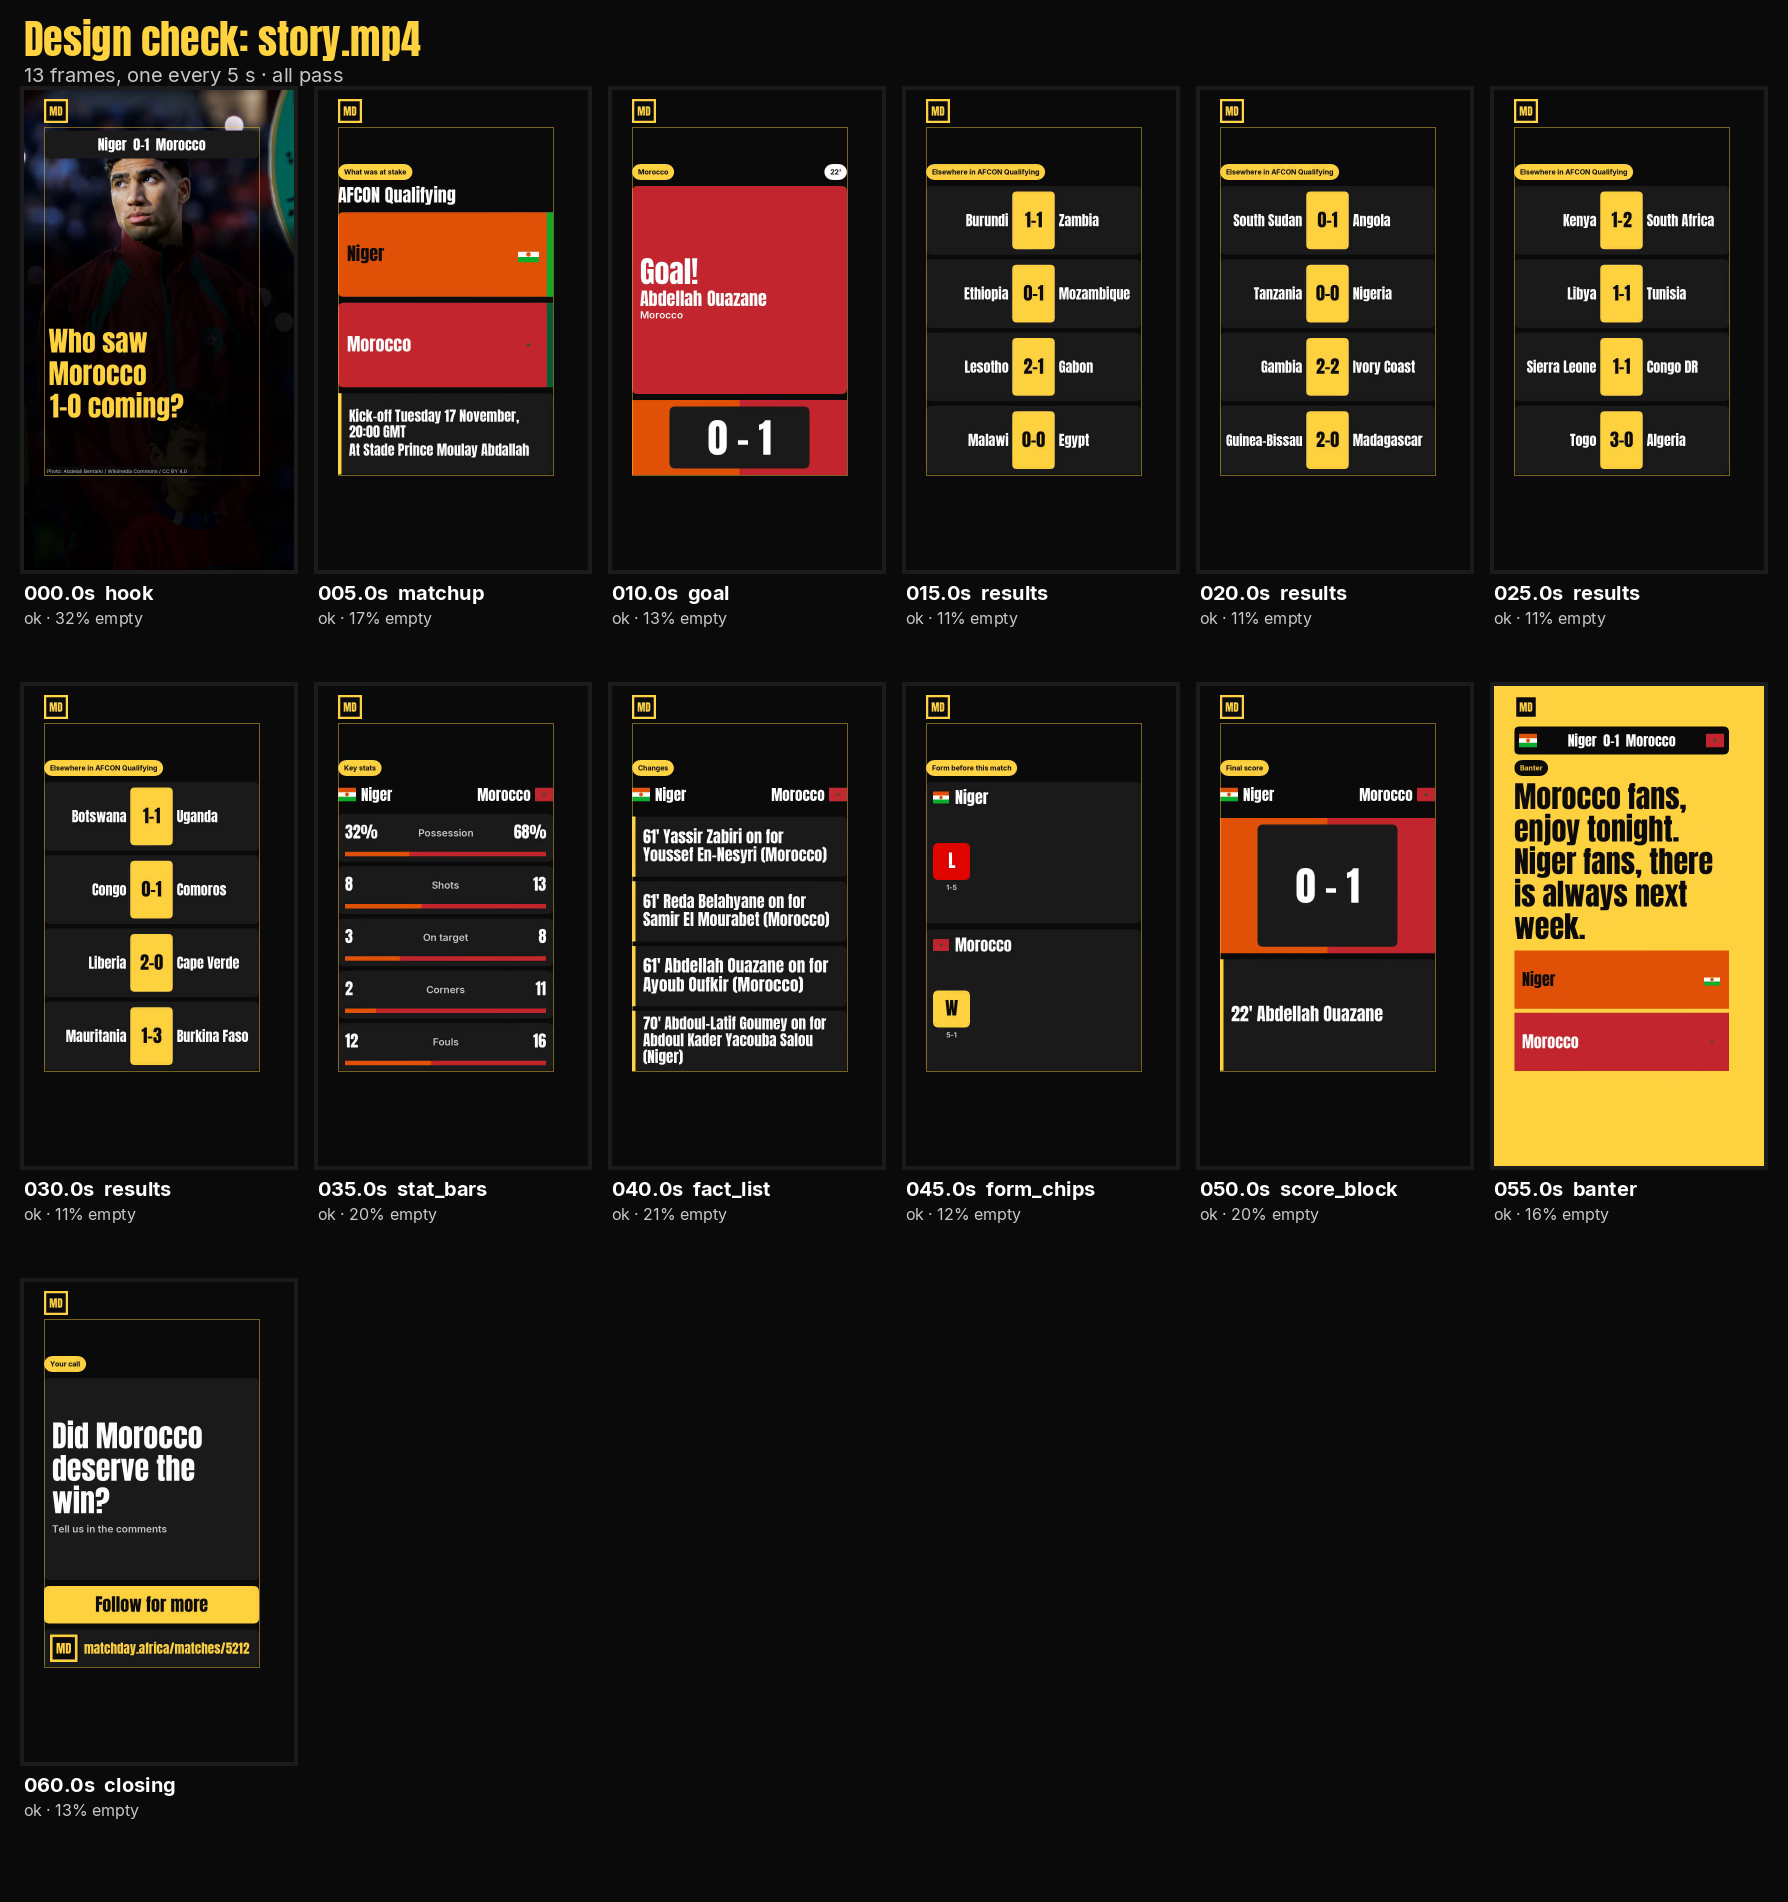 Design check: story.mp4
13 frames, one every 5 s · all pass
MD
Niger 0-1 Morocco
Who saw
Morocco
1-0 coming?
Photo: Abdelali Bentarki / Wikimedia Commons / CC BY 4.0
000.0s hook
ok · 32% empty
MD
What was at stake
AFCON Qualifying
Niger
Morocco
Kick-off Tuesday 17 November,
20:00 GMT
At Stade Prince Moulay Abdallah
005.0s matchup
ok · 17% empty
MD
Morocco
22'
Goal!
Abdellah Ouazane
Morocco
0 - 1
010.0s goal
ok · 13% empty
MD
Elsewhere in AFCON Qualifying
Burundi 1-1 Zambia
Ethiopia 0-1 Mozambique
Lesotho 2-1 Gabon
Malawi 0-0 Egypt
015.0s results
ok · 11% empty
MD
Elsewhere in AFCON Qualifying
South Sudan 0-1 Angola
Tanzania 0-0 Nigeria
Gambia 2-2 Ivory Coast
Guinea-Bissau 2-0 Madagascar
020.0s results
ok · 11% empty
MD
Elsewhere in AFCON Qualifying
Kenya 1-2 South Africa
Libya 1-1 Tunisia
Sierra Leone 1-1 Congo DR
Togo 3-0 Algeria
025.0s results
ok · 11% empty
MD
Elsewhere in AFCON Qualifying
Botswana 1-1 Uganda
Congo 0-1 Comoros
Liberia 2-0 Cape Verde
Mauritania 1-3 Burkina Faso
030.0s results
ok · 11% empty
MD
Key stats
Niger Morocco
32% Possession 68%
8 Shots 13
3 On target 8
2 Corners 11
12 Fouls 16
035.0s stat_bars
ok · 20% empty
MD
Changes
Niger Morocco
61' Yassir Zabiri on for
Youssef En-Nesyri (Morocco)
61' Reda Belahyane on for
Samir El Mourabet (Morocco)
61' Abdellah Ouazane on for
Ayoub Oufkir (Morocco)
70' Abdoul-Latif Goumey on for
Abdoul Kader Yacouba Salou
(Niger)
040.0s fact_list
ok · 21% empty
MD
Form before this match
Niger
L
1-5
Morocco
W
5-1
045.0s form_chips
ok · 12% empty
MD
Final score
Niger Morocco
0 - 1
22' Abdellah Ouazane
050.0s score_block
ok · 20% empty
MD
Niger 0-1 Morocco
Banter
Morocco fans,
enjoy tonight.
Niger fans, there
is always next
week.
Niger
Morocco
055.0s banter
ok · 16% empty
MD
Your call
Did Morocco
deserve the
win?
Tell us in the comments
Follow for more
MD matchday.africa/matches/5212
060.0s closing
ok · 13% empty